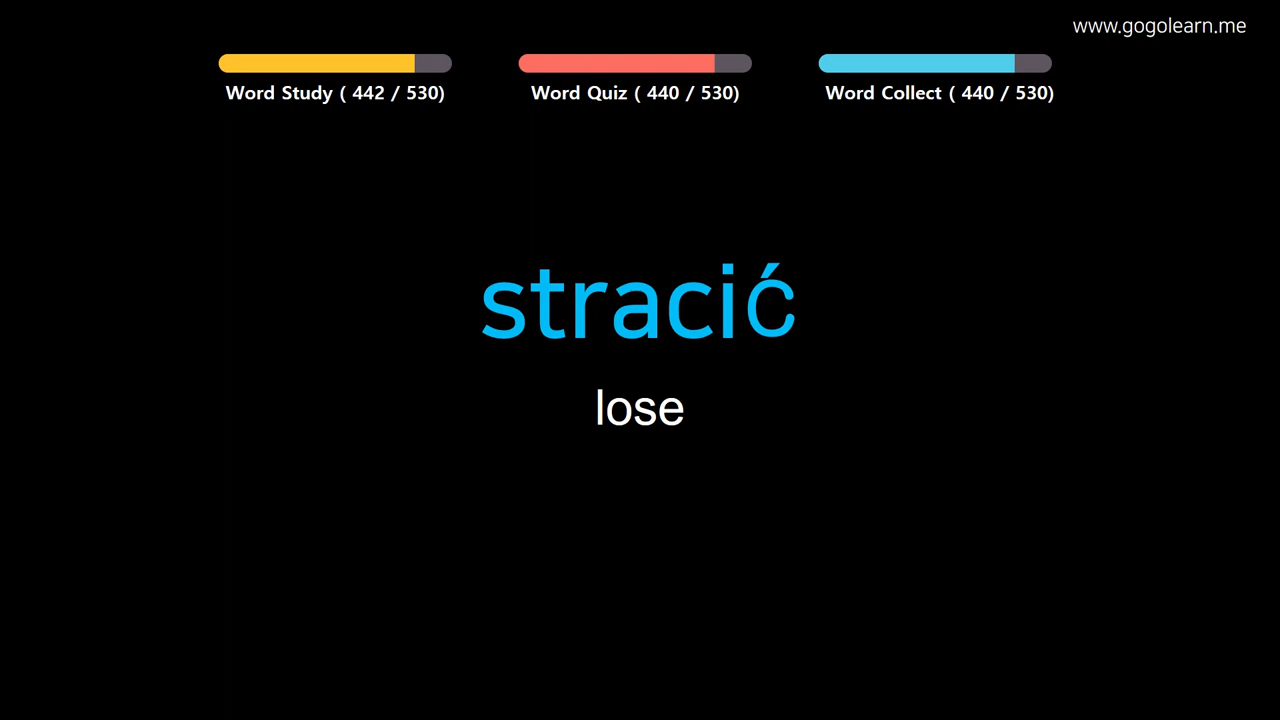 www.gogolearn.me
Word Study ( 442 / 530)
Word Quiz ( 440 / 530)
Word Collect ( 440 / 530)
stracić
lose